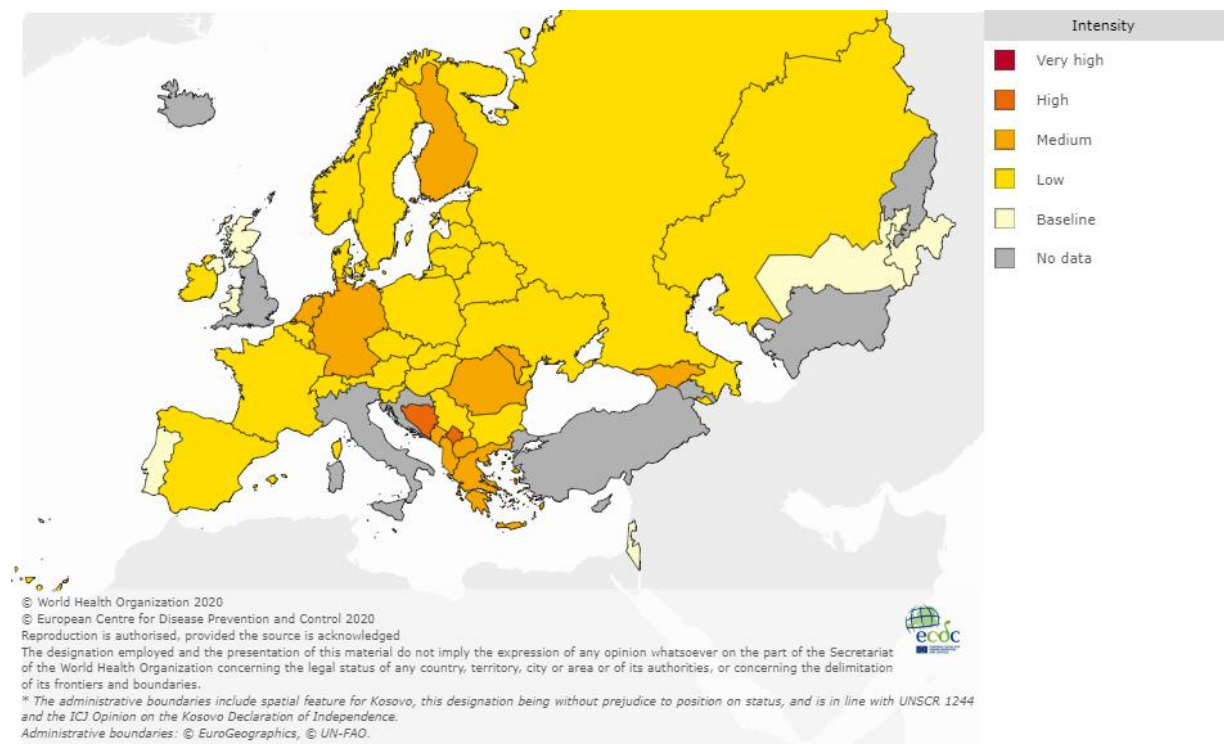 Intensity
Very high
High
Medium
Low
Baseline
No data
© World Health Organization 2020
© European Centre for Disease Prevention and Control 2020
Reproduction is authorised, provided the source is acknowledged
The designation employed and the presentation of this material do not imply the expression of any opinion whatsoever on the part of the Secretariat
of the World Health Organization concerning the legal status of any country, territory, city or area or of its authorities, or concerning the delimitation
of its frontiers and boundaries.
* The administrative boundaries include spatial feature for Kosovo, this designation being without prejudice to position on status, and is in line with UNSCR 1244
and the ICJ Opinion on the Kosovo Declaration of Independence.
Administrative boundaries: © EuroGeographics, © UN-FAO.
ecdc